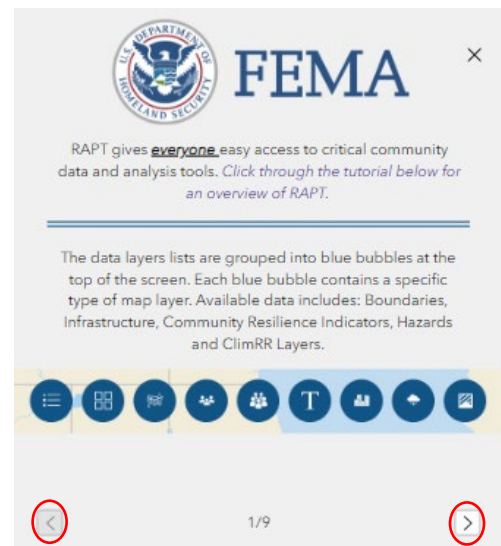 U.S. DEPARTMENT OF
HOMELAND SECURITY
FEMA
RAPT gives everyone easy access to critical community
data and analysis tools. Click through the tutorial below for
an overview of RAPT.
The data layers lists are grouped into blue bubbles at the
top of the screen. Each blue bubble contains a specific
type of map layer. Available data includes: Boundaries,
Infrastructure, Community Resilience Indicators, Hazards
and ClimRR Layers.
T
1/9